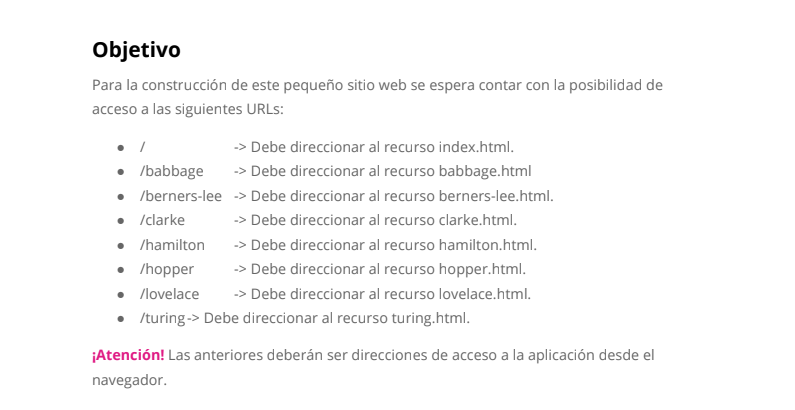 Objetivo
Para la construcción de este pequeño sitio web se espera contar con la posibilidad de
acceso a las siguientes URLs:
● / -> Debe direccionar al recurso index.html.
● /babbage -> Debe direccionar al recurso babbage.html
● /berners-lee -> Debe direccionar al recurso berners-lee.html.
● /clarke -> Debe direccionar al recurso clarke.html.
● /hamilton -> Debe direccionar al recurso hamilton.html.
● /hopper -> Debe direccionar al recurso hopper.html.
● /lovelace -> Debe direccionar al recurso lovelace.html.
● /turing-> Debe direccionar al recurso turing.html.
¡Atención! Las anteriores deberán ser direcciones de acceso a la aplicación desde el
navegador.